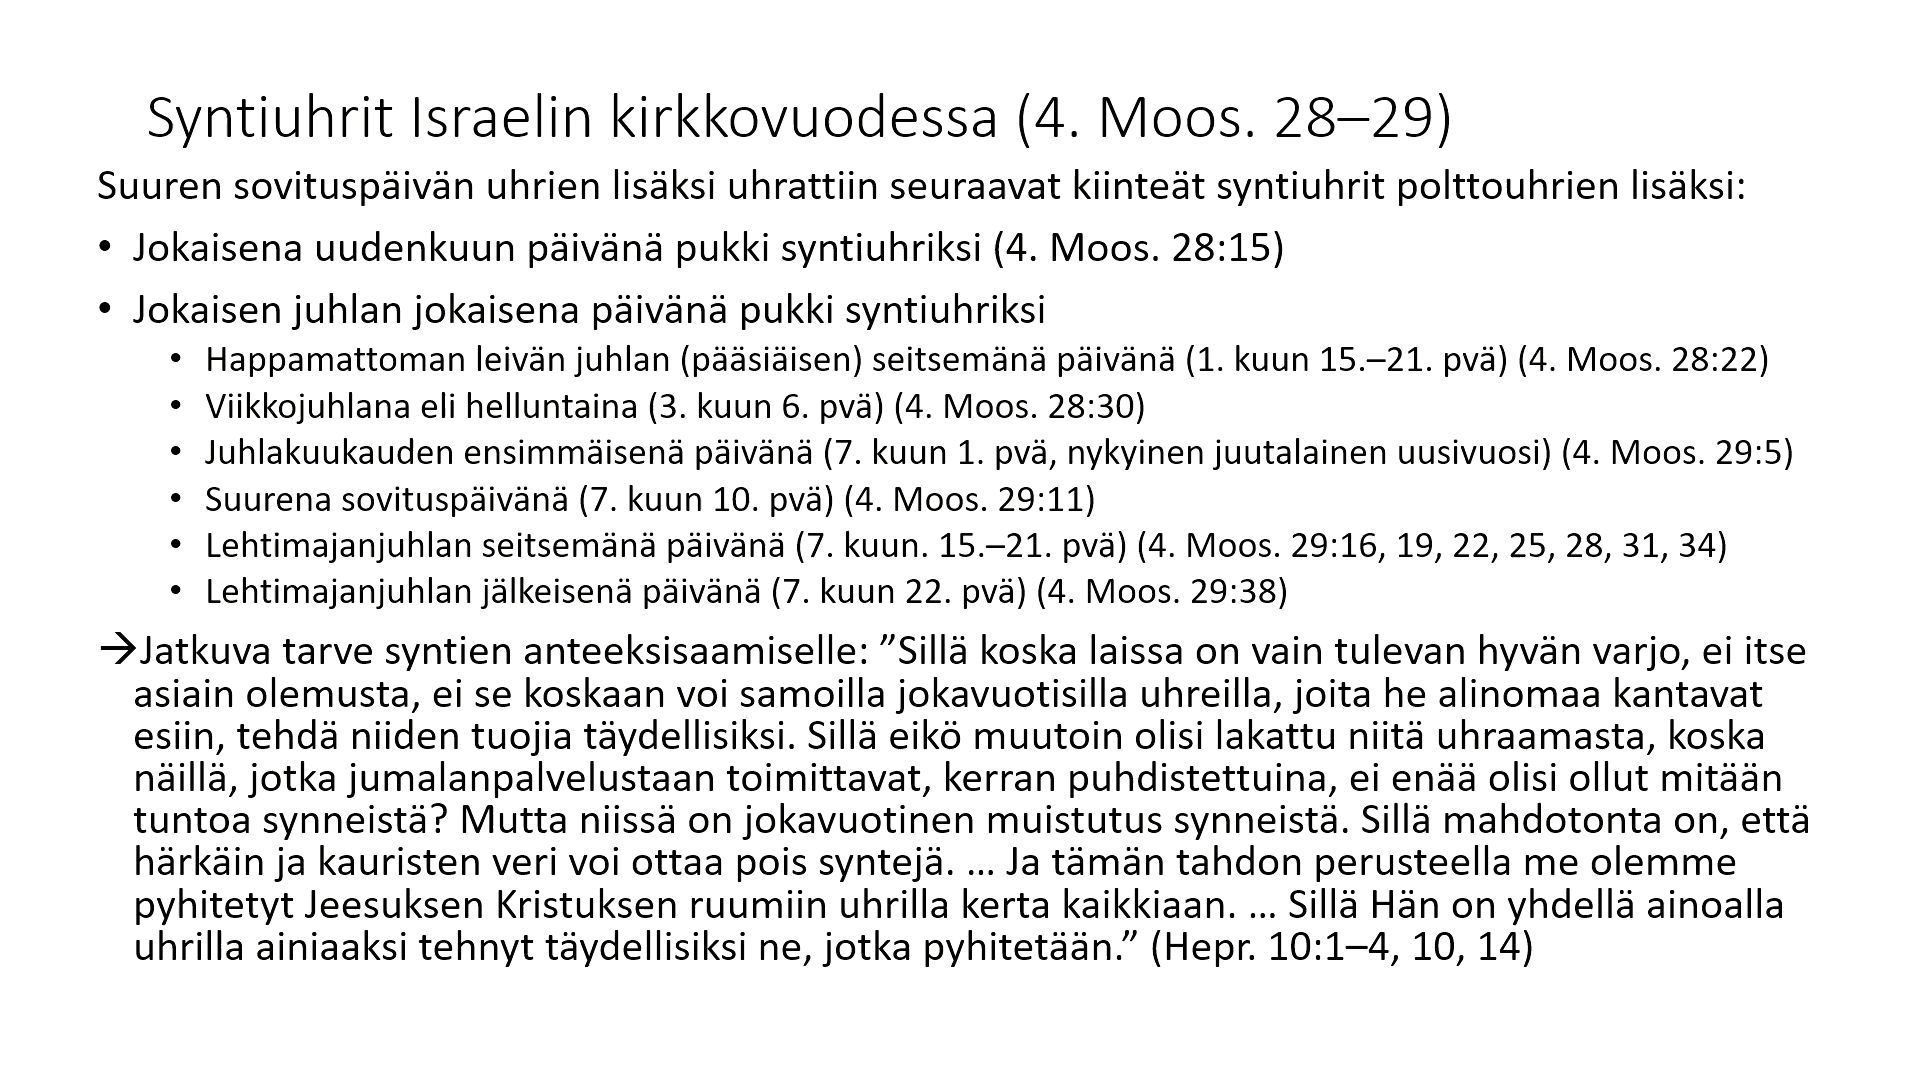 Syntiuhrit Israelin kirkkovuodessa (4. Moos. 28–29)
Suuren sovituspäivän uhrien lisäksi uhrattiin seuraavat kiinteät syntiuhrit polttouhrien lisäksi:
• Jokaisena uudenkuun päivänä pukki syntiuhriksi (4. Moos. 28:15)
• Jokaisen juhlan jokaisena päivänä pukki syntiuhriksi
• Happamattoman leivän juhlan (pääsiäisen) seitsemänä päivänä (1. kuun 15.–21. pvä) (4. Moos. 28:22)
• Viikkojuhlana eli helluntaina (3. kuun 6. pvä) (4. Moos. 28:30)
• Juhlakuukauden ensimmäisenä päivänä (7. kuun 1. pvä, nykyinen juutalainen uusivuosi) (4. Moos. 29:5)
• Suurena sovituspäivänä (7. kuun 10. pvä) (4. Moos. 29:11)
• Lehtimajanjuhlan seitsemänä päivänä (7. kuun. 15.–21. pvä) (4. Moos. 29:16, 19, 22, 25, 28, 31, 34)
• Lehtimajanjuhlan jälkeisenä päivänä (7. kuun 22. pvä) (4. Moos. 29:38)
→Jatkuva tarve syntien anteeksisaamiselle: ”Sillä koska laissa on vain tulevan hyvän varjo, ei itse
asiain olemusta, ei se koskaan voi samoilla jokavuotisilla uhreilla, joita he alinomaa kantavat
esiin, tehdä niiden tuojia täydellisiksi. Sillä eikö muutoin olisi lakattu niitä uhraamasta, koska
näillä, jotka jumalanpalvelustaan toimittavat, kerran puhdistettuina, ei enää olisi ollut mitään
tuntoa synneistä? Mutta niissä on jokavuotinen muistutus synneistä. Sillä mahdotonta on, että
härkäin ja kauristen veri voi ottaa pois syntejä. … Ja tämän tahdon perusteella me olemme
pyhitetyt Jeesuksen Kristuksen ruumiin uhrilla kerta kaikkiaan. … Sillä Hän on yhdellä ainoalla
uhrilla ainiaaksi tehnyt täydellisiksi ne, jotka pyhitetään.” (Hepr. 10:1–4, 10, 14)